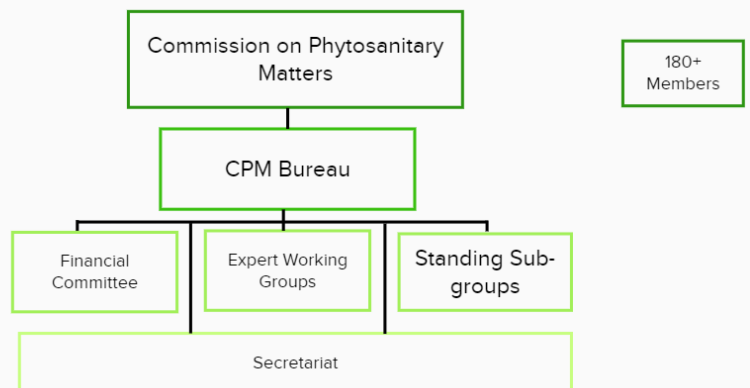 Commission on Phytosanitary
Matters
180+
Members
CPM Bureau
Financial
Committee
Expert Working
Groups
Standing Sub-
groups
Secretariat